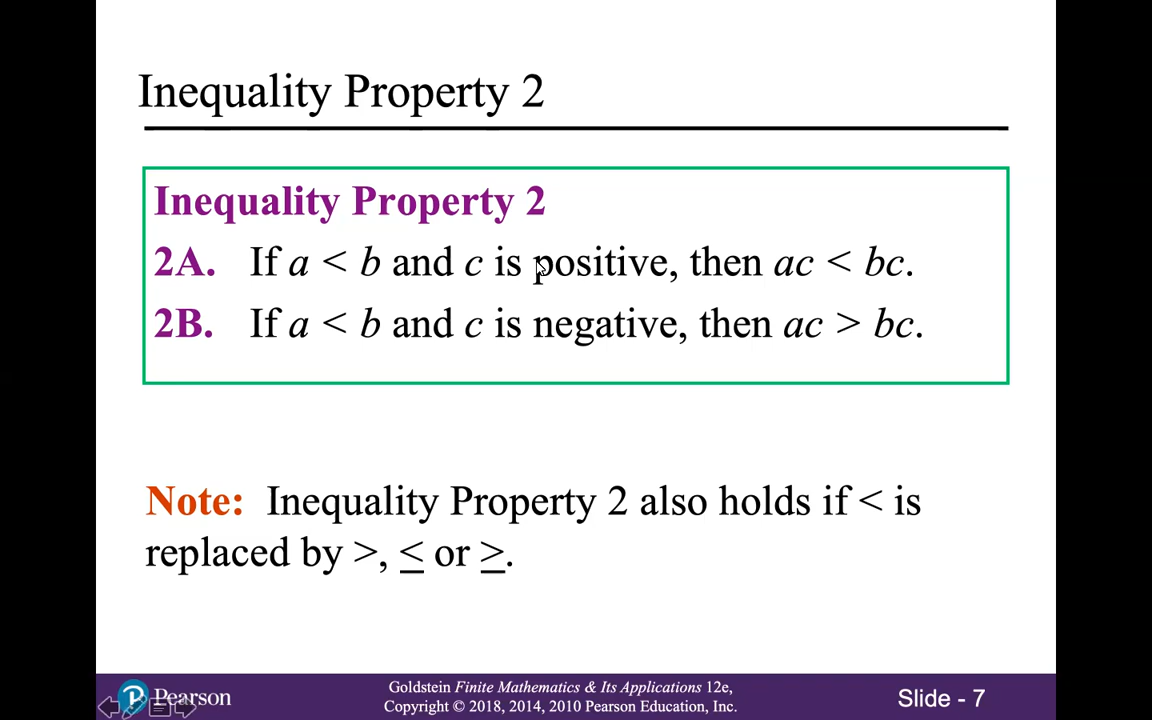 Inequality Property 2
Inequality Property 2
2A. If a < b and c is positive, then ac < bc.
2B. If a < b and c is negative, then ac > bc.
Note: Inequality Property 2 also holds if < is
replaced by >, ≤ or ≥.
Pearson
Goldstein Finite Mathematics & Its Applications 12e,
Copyright © 2018, 2014, 2010 Pearson Education, Inc.
Slide - 7